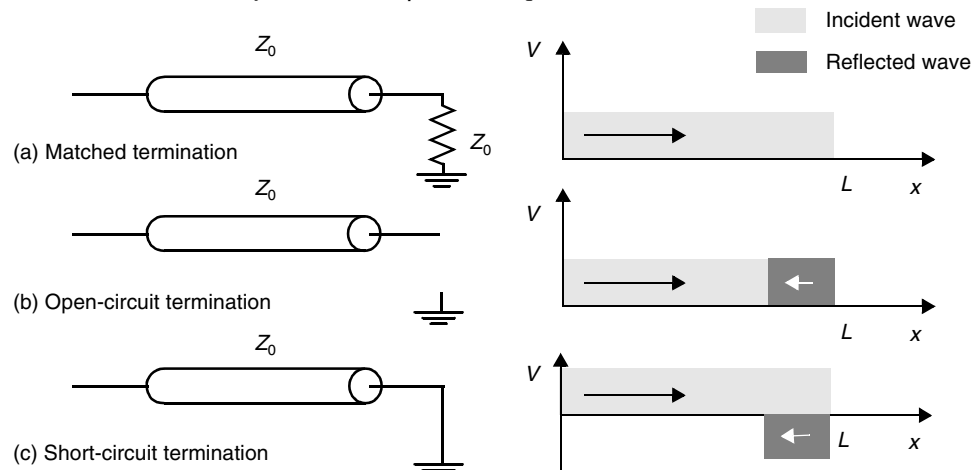 Incident wave
Reflected wave
Z0
Z0
(a) Matched termination
V
L x
Z0
(b) Open-circuit termination
V
L x
Z0
(c) Short-circuit termination
V
L x